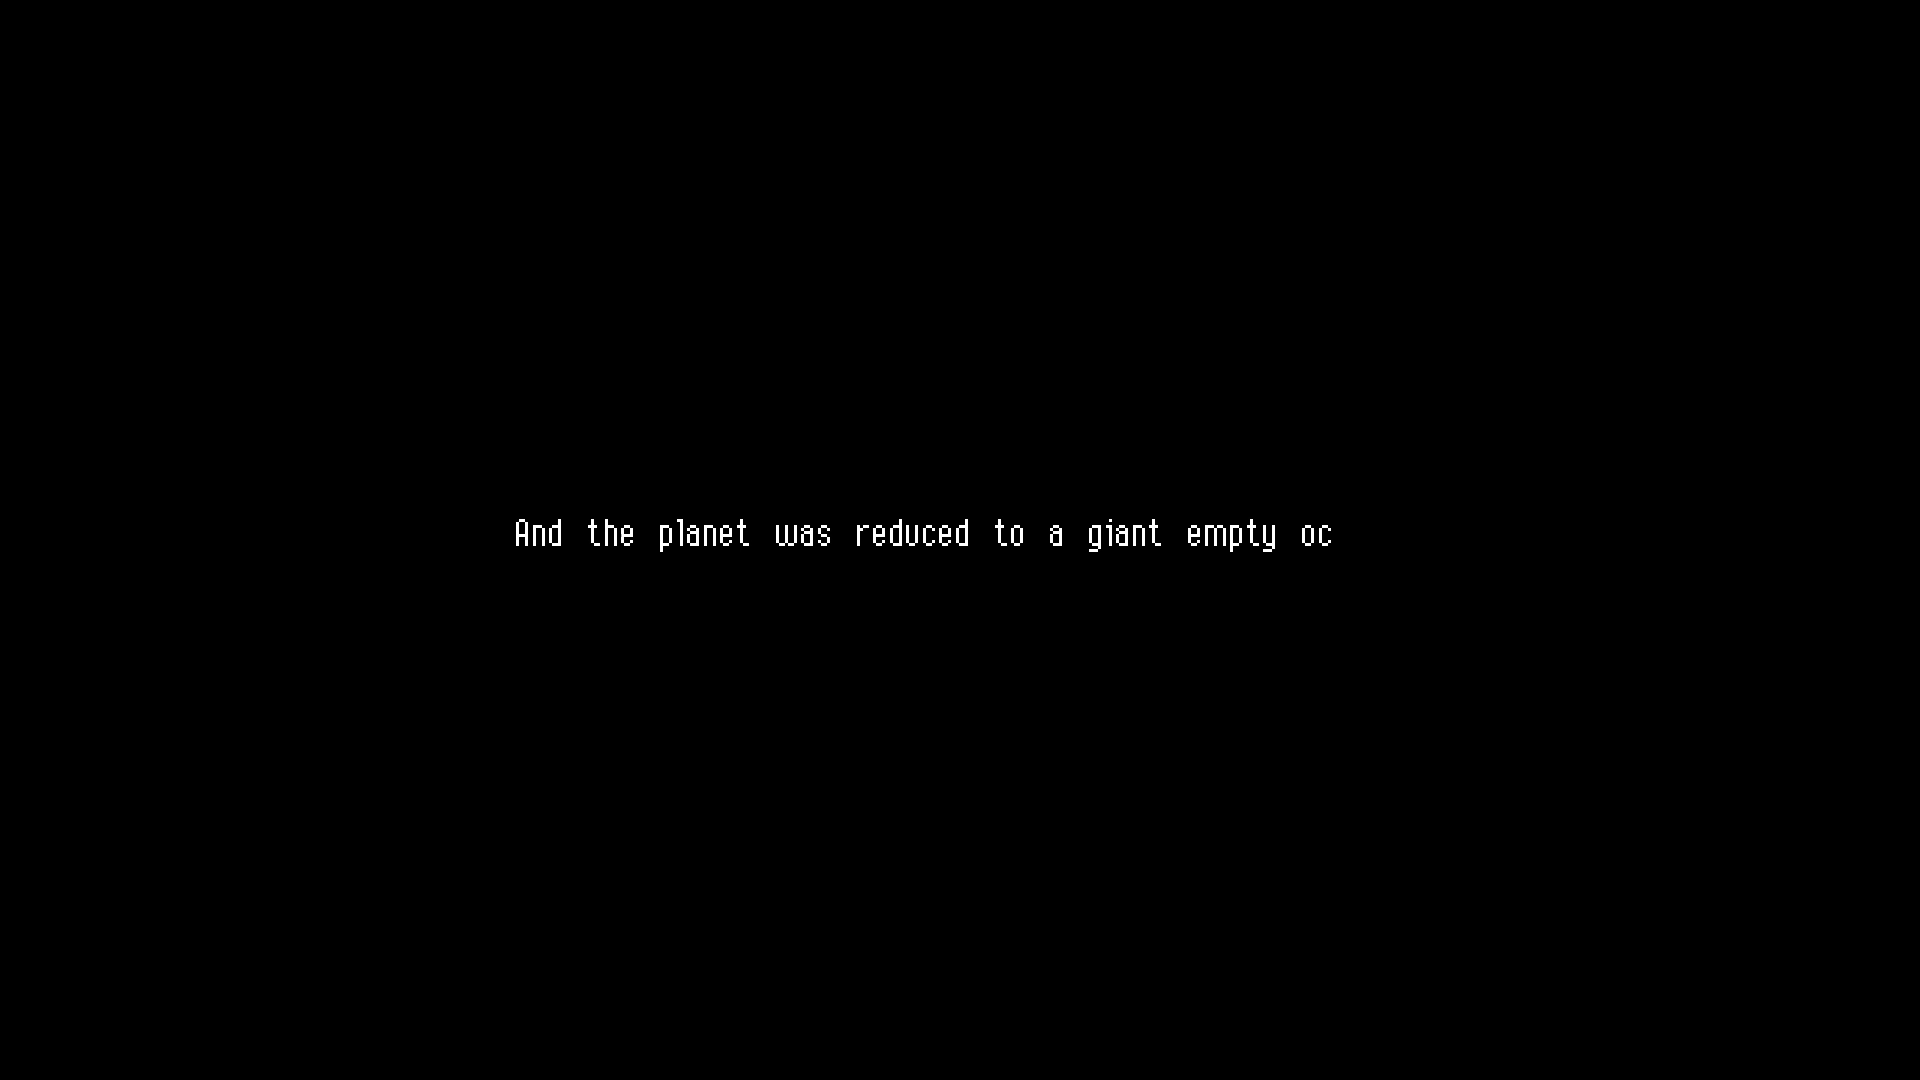 And the planet was reduced to a giant empty oc